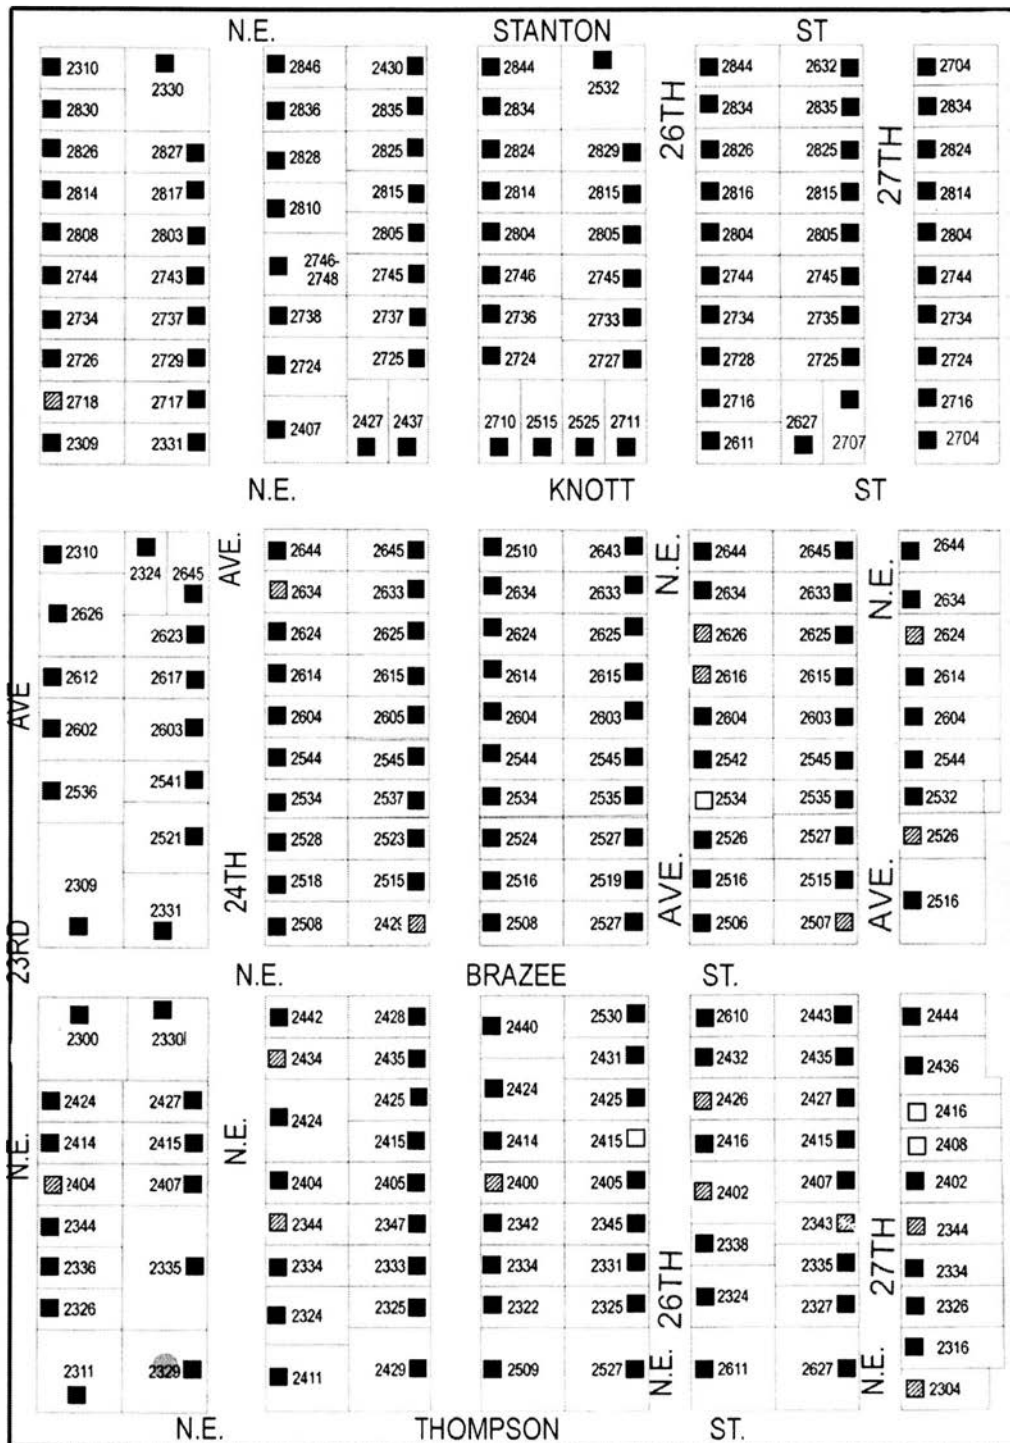 N.E. STANTON ST
2310 2330 2846 2430 2844 2532 2844 2632 2704
2830 2836 2835 2834 2834 2835 2834
2826 2827 2828 2825 2824 2829 2826 2825 2824
2814 2817 2810 2815 2814 2815 2816 2815 2814
2808 2803 2805 2804 2805 2804 2805 2804
2744 2743 2746-
2748 2745 2746 2745 2744 2745 2744
2734 2737 2738 2737 2736 2733 2734 2735 2734
2726 2729 2724 2725 2724 2727 2728 2725 2724
2718 2717 2716 2716
2309 2331 2407 2427 2437 2710 2515 2525 2711 2611 2627 2707 2704
26TH
27TH
N.E. KNOTT ST
2310 2324 2645 2644 2645 2510 2643 2644 2645 2644
2626 2634 2633 2634 2633 2634 2633 2634
2623 2624 2625 2624 2625 2626 2625 2624
2612 2617 2614 2615 2614 2615 2616 2615 2614
2602 2603 2604 2605 2604 2603 2604 2603 2604
2541 2544 2545 2544 2545 2542 2545 2544
2536 2534 2537 2534 2535 2534 2535 2532
2521 2528 2523 2524 2527 2526 2527 2526
2309 2331 2518 2515 2516 2519 2516 2515 2516
2508 2429 2508 2527 2506 2507
AVE
23RD
N.E.
AVE.
24TH
N.E.
N.E.
AVE.
N.E.
AVE.
N.E. BRAZEE ST.
2300 2330 2442 2428 2440 2530 2610 2443 2444
2434 2435 2431 2432 2435 2436
2424 2427 2424 2425 2424 2425 2426 2427 2416
2414 2415 2415 2414 2415 2416 2415 2408
2404 2407 2404 2405 2400 2405 2402 2407 2402
2344 2344 2347 2342 2345 2343 2344
2336 2335 2334 2333 2334 2331 2338 2335 2334
2326 2324 2325 2322 2325 2324 2327 2326
2316
2311 2329 2411 2429 2509 2527 2611 2627 2304
N.E. 26TH
N.E. 27TH
N.E. THOMPSON ST.